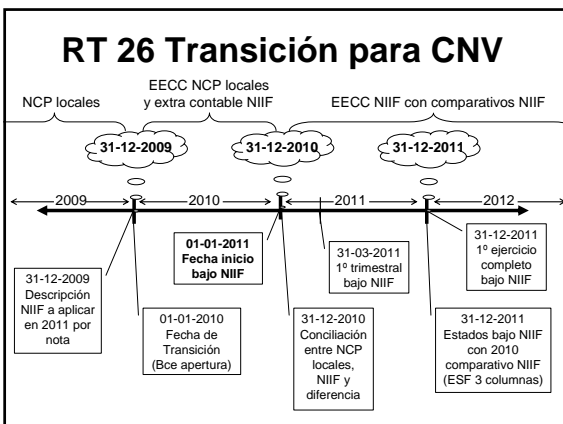 RT 26 Transición para CNV
NCP locales
EECC NCP locales
y extra contable NIIF
EECC NIIF con comparativos NIIF
31-12-2009
31-12-2010
31-12-2011
2009
2010
2011
2012
31-12-2009
Descripción
NIIF a aplicar
en 2011 por
nota
01-01-2010
Fecha de
Transición
(Bce apertura)
01-01-2011
Fecha inicio
bajo NIIF
31-12-2010
Conciliación
entre NCP
locales,
NIIF y
diferencia
31-03-2011
1º trimestral
bajo NIIF
31-12-2011
1º ejercicio
completo
bajo NIIF
31-12-2011
Estados bajo NIIF
con 2010
comparativo NIIF
(ESF 3 columnas)